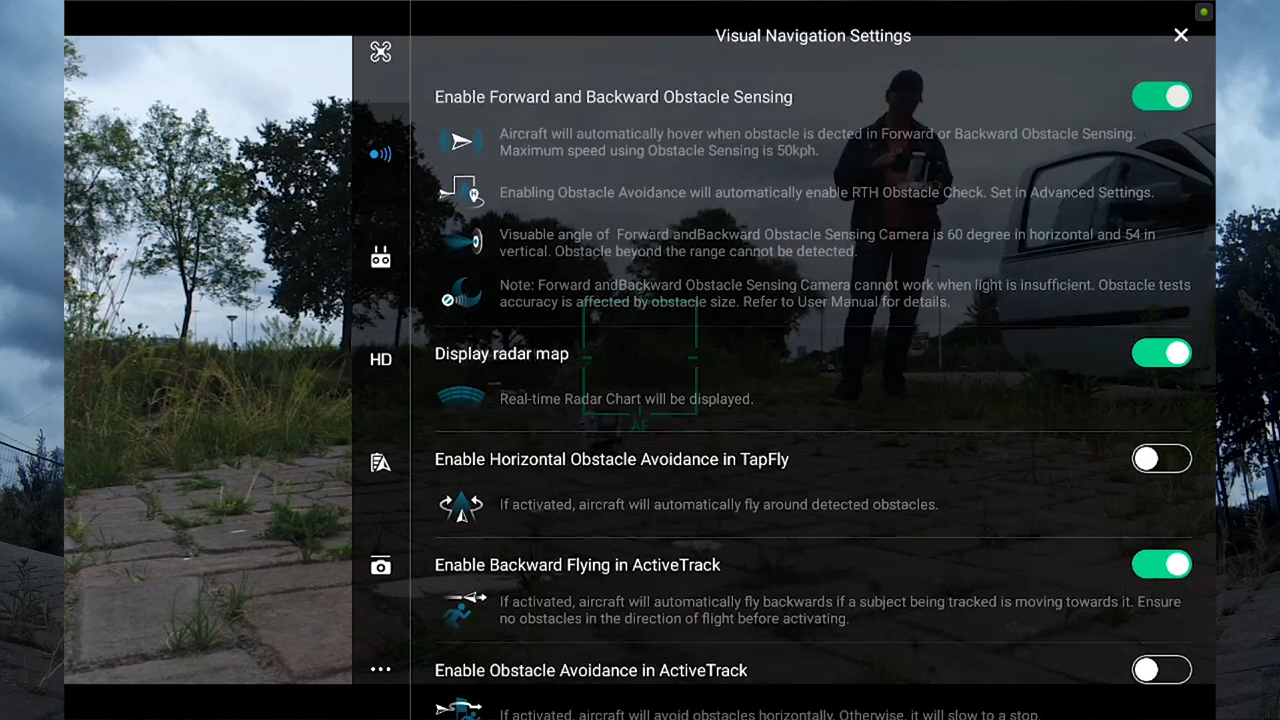 Visual Navigation Settings
Enable Forward and Backward Obstacle Sensing
Aircraft will automatically hover when obstacle is dected in Forward or Backward Obstacle Sensing.
Maximum speed using Obstacle Sensing is 50kph.
Enabling Obstacle Avoidance will automatically enable RTH Obstacle Check. Set in Advanced Settings.
Visuable angle of Forward andBackward Obstacle Sensing Camera is 60 degree in horizontal and 54 in
vertical. Obstacle beyond the range cannot be detected.
Note: Forward andBackward Obstacle Sensing Camera cannot work when light is insufficient. Obstacle tests
accuracy is affected by obstacle size. Refer to User Manual for details.
HD
Display radar map
Real-time Radar Chart will be displayed.
AF
Enable Horizontal Obstacle Avoidance in TapFly
If activated, aircraft will automatically fly around detected obstacles.
Enable Backward Flying in ActiveTrack
If activated, aircraft will automatically fly backwards if a subject being tracked is moving towards it. Ensure
no obstacles in the direction of flight before activating.
Enable Obstacle Avoidance in ActiveTrack
If activated, aircraft will avoid obstacles horizontally. Otherwise, it will slow to a stop.